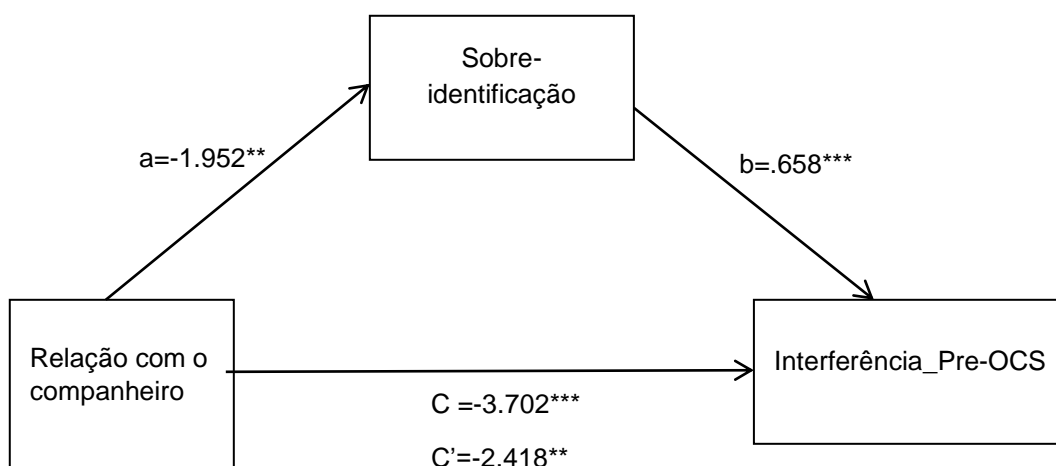 Sobre-
identificação
a=-1.952**
b=.658***
Relação com o
companheiro
Interferência_Pre-OCS
C =-3.702***
C’=-2.418**